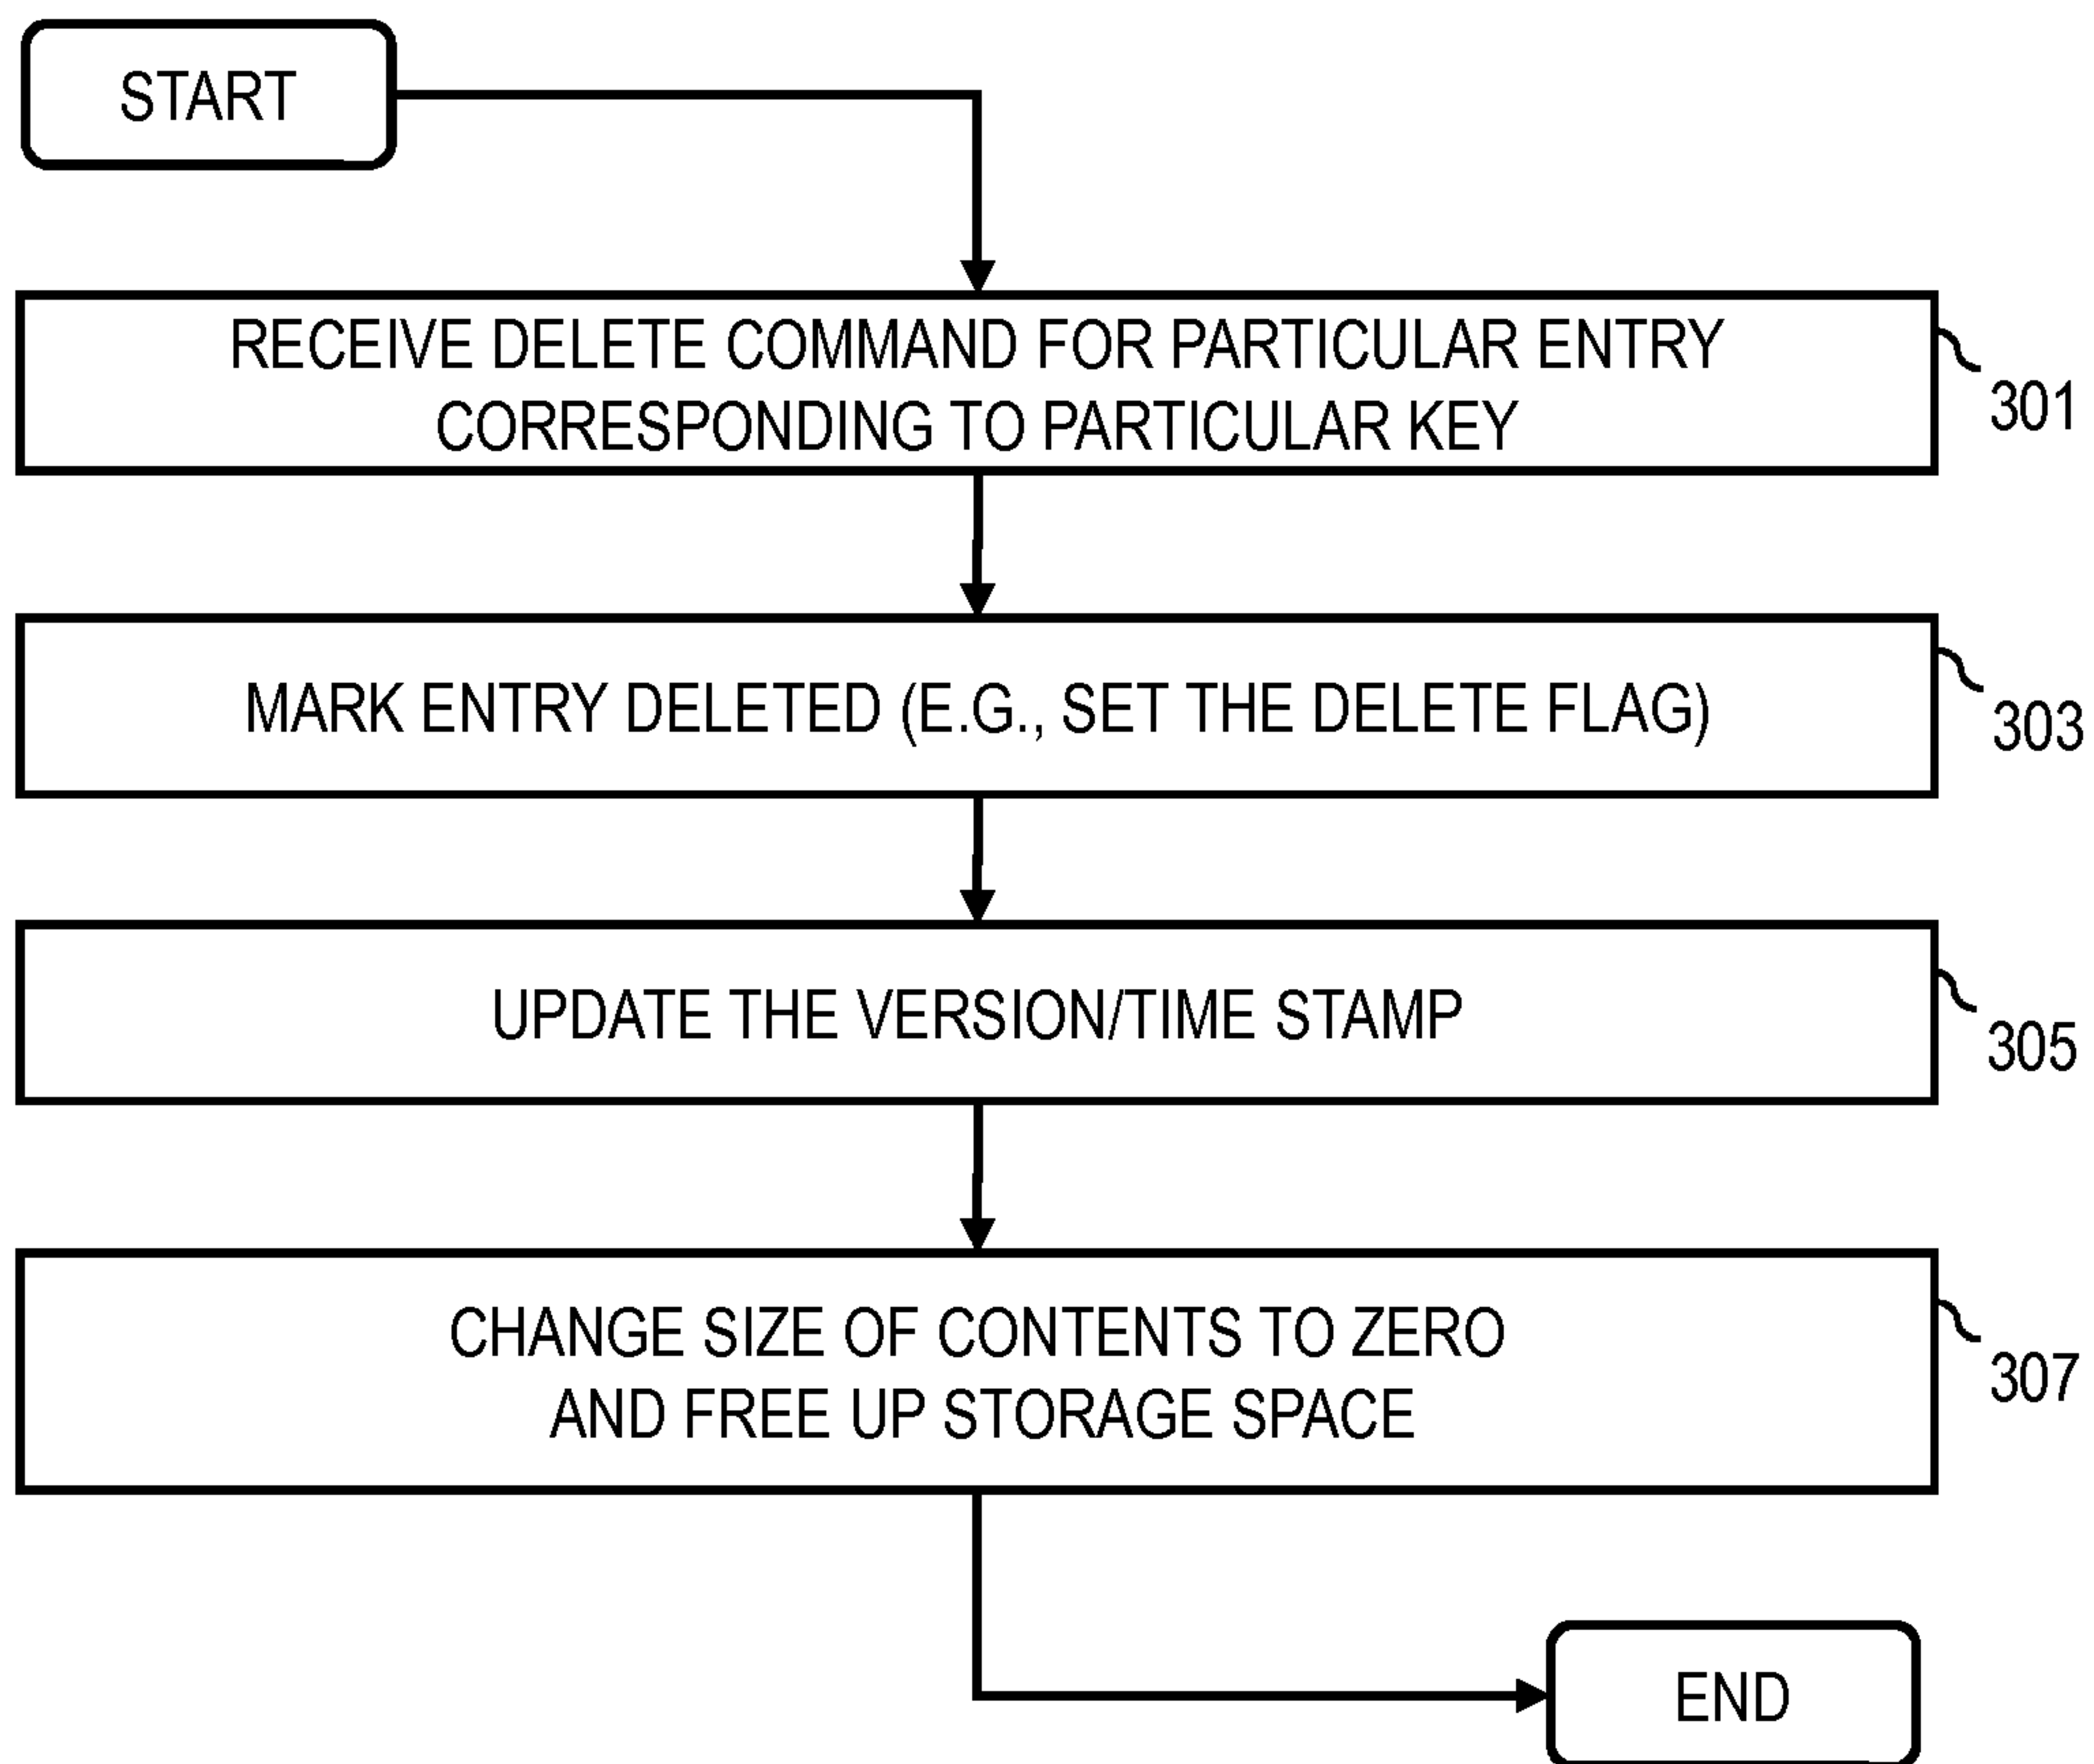 START
RECEIVE DELETE COMMAND FOR PARTICULAR ENTRY
CORRESPONDING TO PARTICULAR KEY
301
MARK ENTRY DELETED (E.G., SET THE DELETE FLAG)
303
UPDATE THE VERSION/TIME STAMP
305
CHANGE SIZE OF CONTENTS TO ZERO
AND FREE UP STORAGE SPACE
307
END